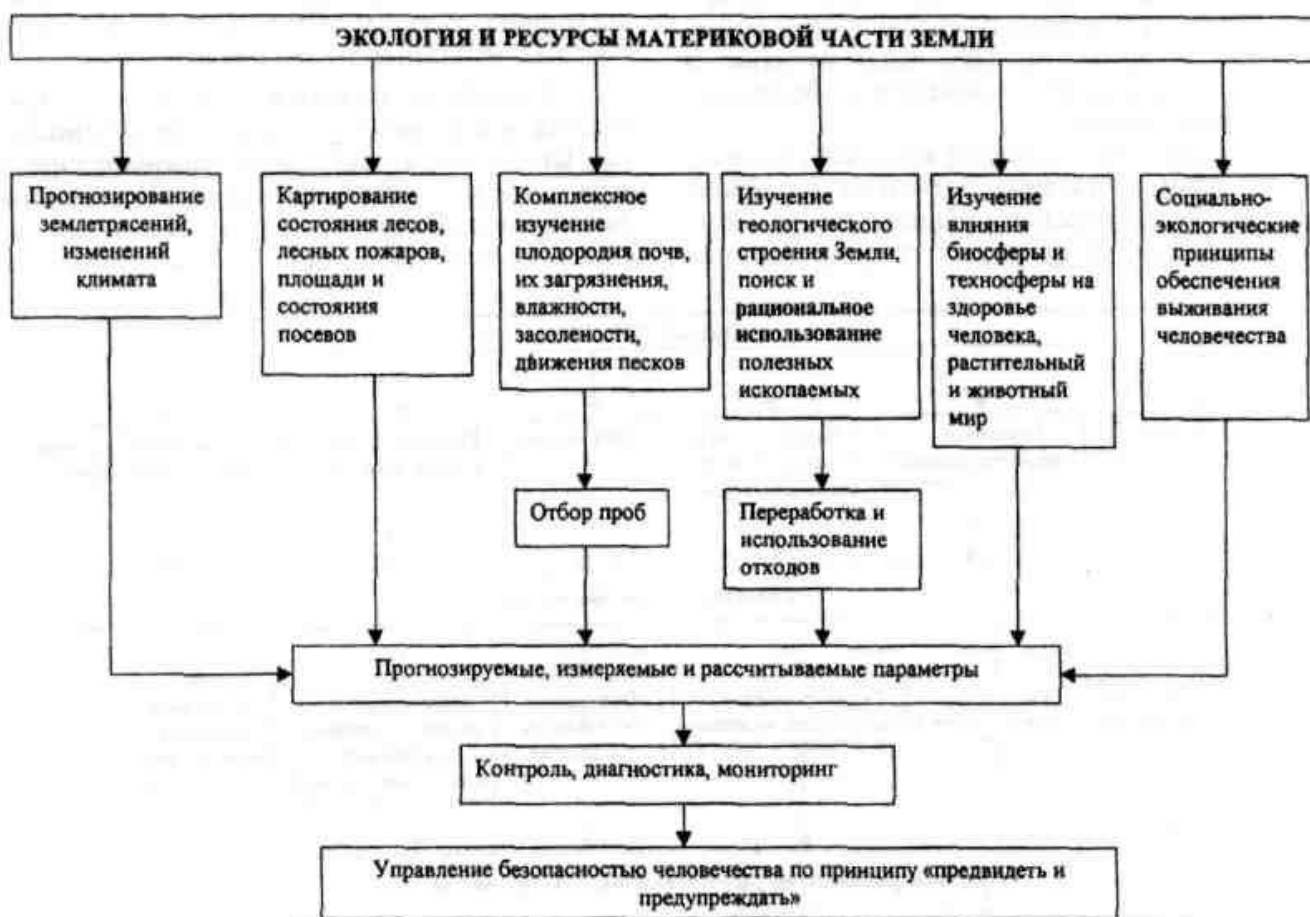 ЭКОЛОГИЯ И РЕСУРСЫ МАТЕРИКОВОЙ ЧАСТИ ЗЕМЛИ
Прогнозирование
землетрясений,
изменений
климата
Картирование
состояния лесов,
лесных пожаров,
площади и
состояния
посевов
Комплексное
изучение
плодородия почв,
их загрязнения,
влажности,
засолености,
движения песков
Изучение
геологического
строения Земли,
поиск и
рациональное
использование
полезных
ископаемых
Изучение
влияния
биосферы и
техносферы на
здоровье
человека,
растительный
и животный
мир
Социально-
экологические
принципы
обеспечения
выживания
человечества
Отбор проб
Переработка и
использование
отходов
Прогнозируемые, измеряемые и рассчитываемые параметры
Контроль, диагностика, мониторинг
Управление безопасностью человечества по принципу «предвидеть и
предупреждать»